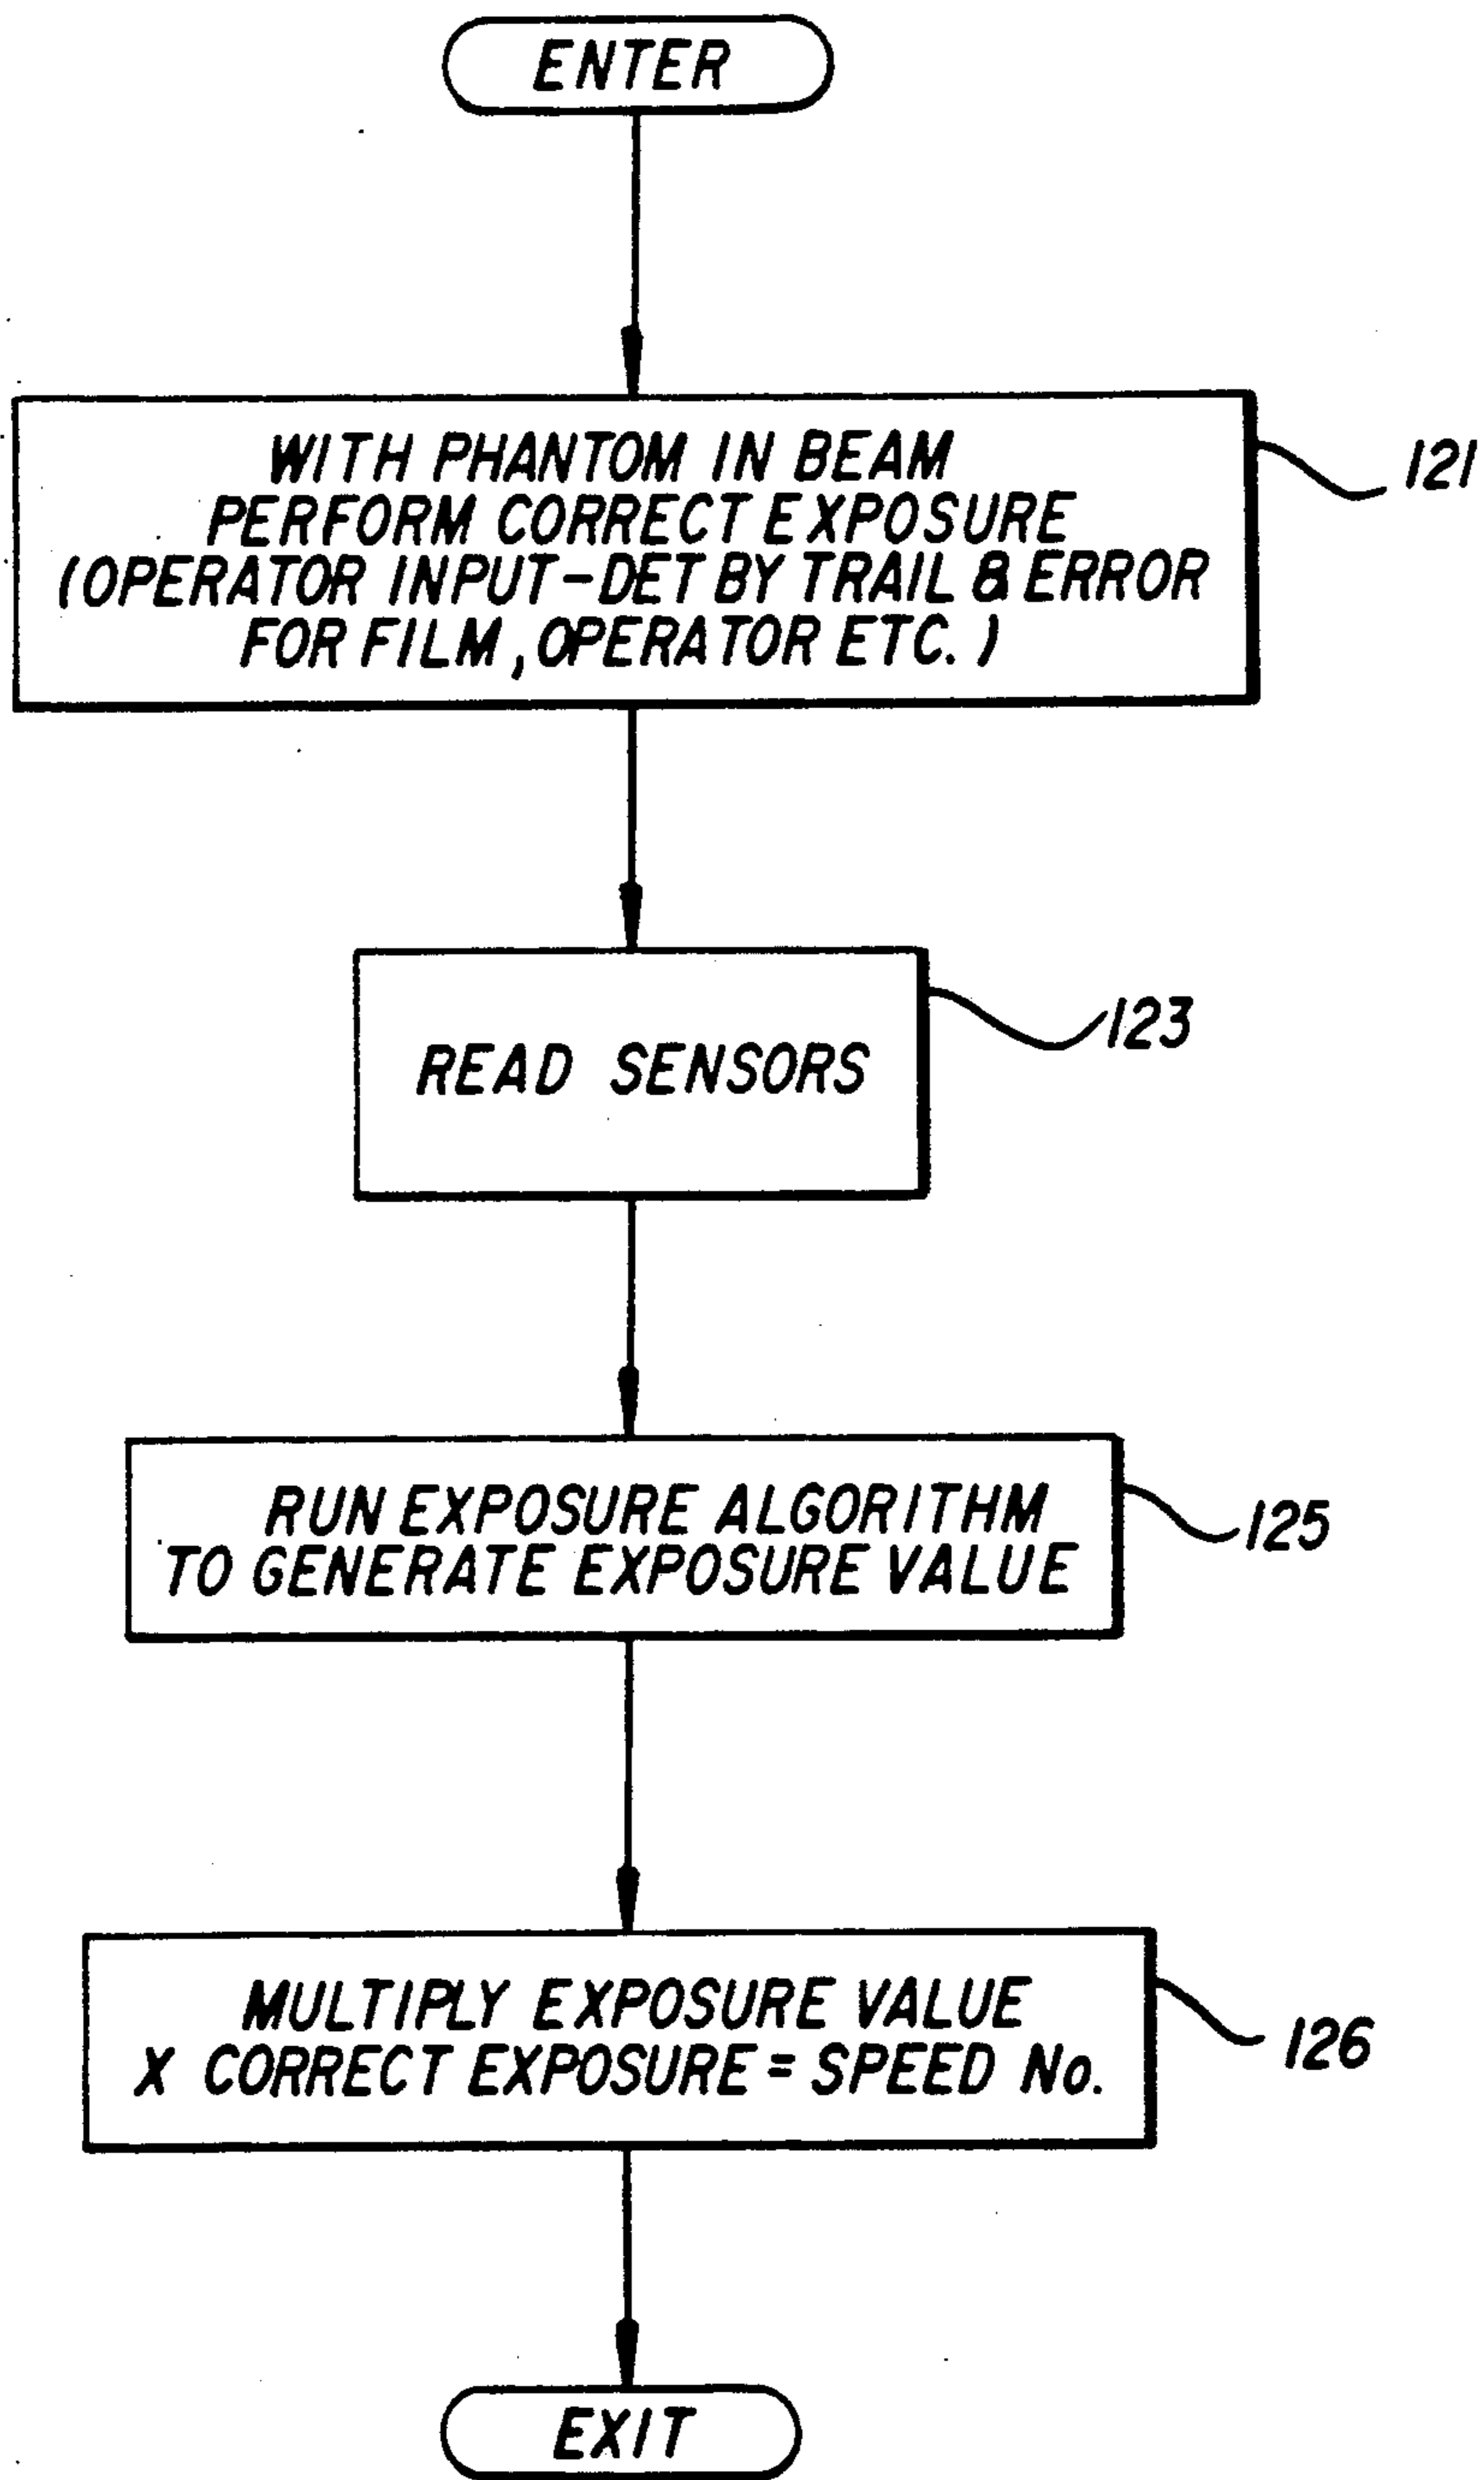 ENTER
WITH PHANTOM IN BEAM
PERFORM CORRECT EXPOSURE
(OPERATOR INPUT-DET BY TRAIL & ERROR
FOR FILM, OPERATOR ETC.)
121
READ SENSORS
123
RUN EXPOSURE ALGORITHM
TO GENERATE EXPOSURE VALUE
125
MULTIPLY EXPOSURE VALUE
X CORRECT EXPOSURE = SPEED No.
126
EXIT